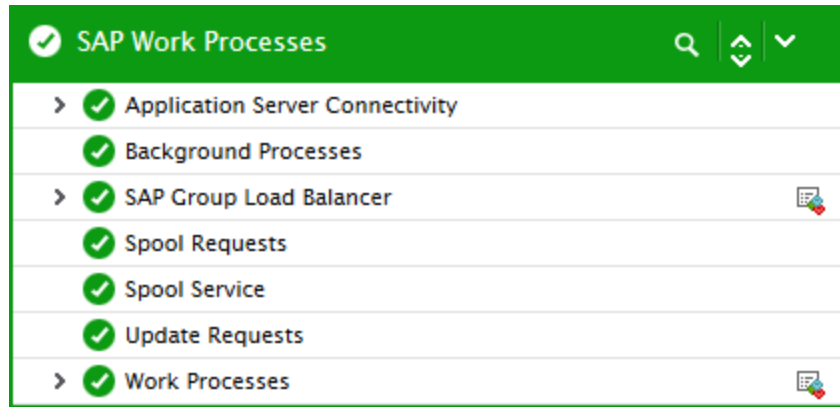 SAP Work Processes
Application Server Connectivity
Background Processes
SAP Group Load Balancer
Spool Requests
Spool Service
Update Requests
Work Processes